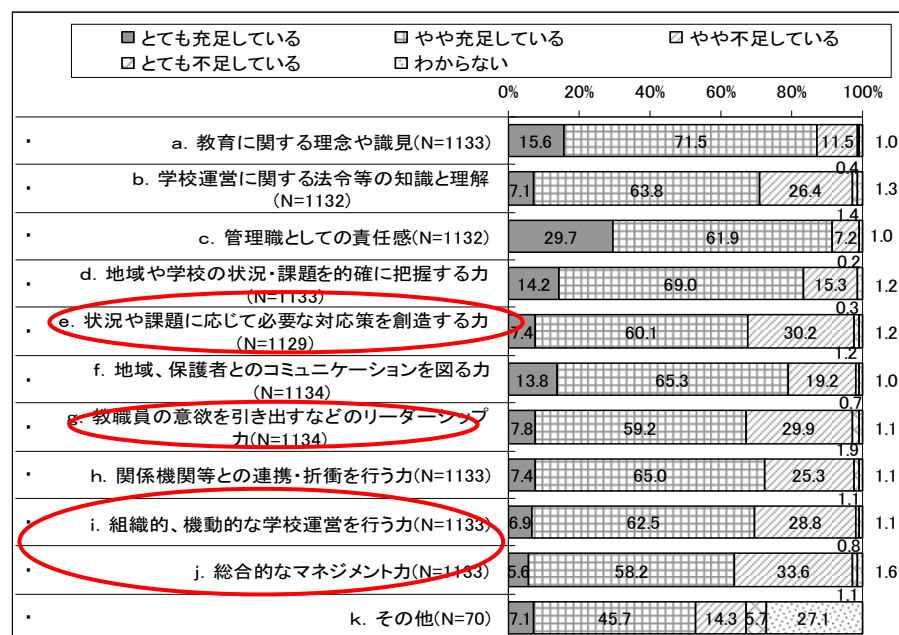 とても充足している やや充足している やや不足している
とても不足している わからない
0% 20% 40% 60% 80% 100%
・ a. 教育に関する理念や識見(N=1133) 15.6 71.5 11.5 1.0
0.4
・ b. 学校運営に関する法令等の知識と理解
(N=1132) 7.1 63.8 26.4 1.3
1.4
・ c. 管理職としての責任感(N=1132) 29.7 61.9 7.2 1.0
0.2
・ d. 地域や学校の状況・課題を的確に把握する力
(N=1133) 14.2 69.0 15.3 1.2
0.3
・ e. 状況や課題に応じて必要な対応策を創造する力
(N=1129) 7.4 60.1 30.2 1.2
1.2
・ f. 地域、保護者とのコミュニケーションを図る力
(N=1134) 13.8 65.3 19.2 1.0
0.7
・ g. 教職員の意欲を引き出すなどのリーダーシップ
力(N=1134) 7.8 59.2 29.9 1.1
1.9
・ h. 関係機関等との連携・折衝を行う力(N=1133) 7.4 65.0 25.3 1.1
1.1
・ i. 組織的、機動的な学校運営を行う力(N=1133) 6.9 62.5 28.8 1.1
0.8
・ j. 総合的なマネジメント力(N=1133) 5.6 58.2 33.6 1.6
1.1
・ k. その他(N=70) 7.1 45.7 14.3 5.7 27.1